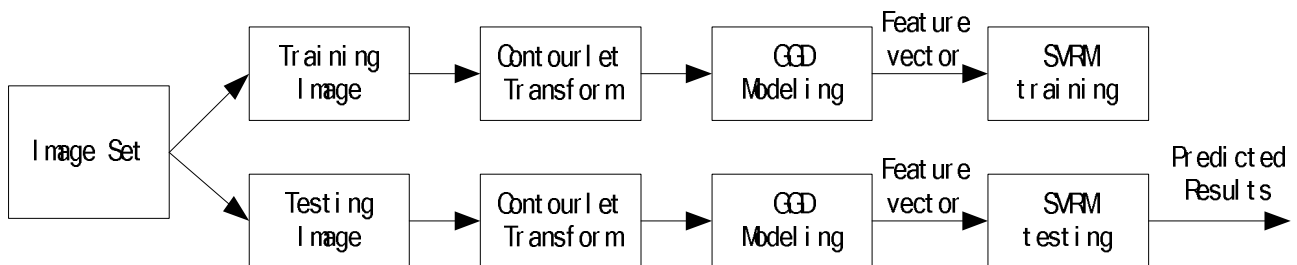 Training
Image
Contourlet
Transform
GGD
Modeling
Feature
vector
SVRM
training
Image Set
Testing
Image
Contourlet
Transform
GGD
Modeling
Feature
vector
SVRM
testing
Predicted
Results